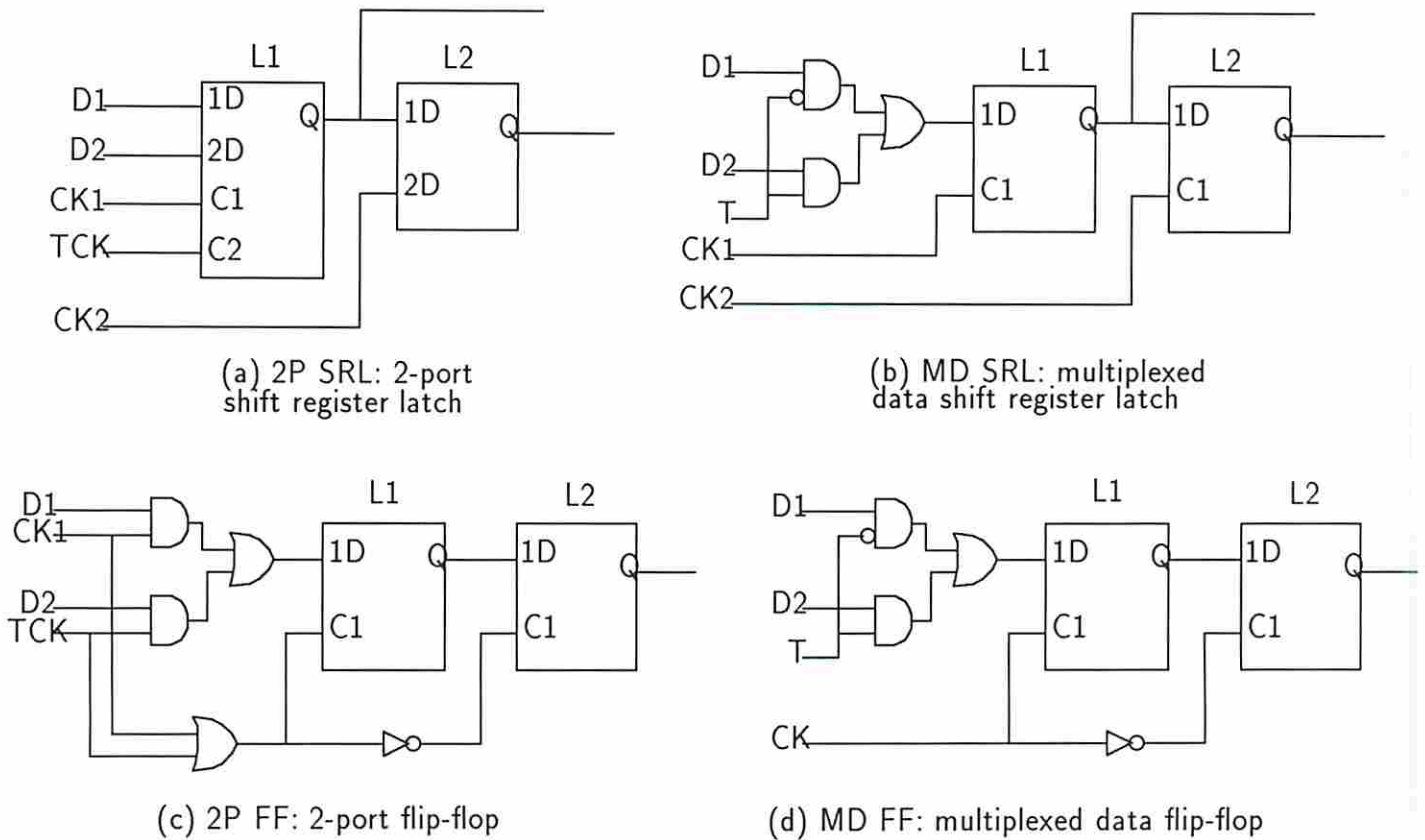 L1
L2
D1
1D
Q
1D
Q
D2
2D
CK1
C1
2D
TCK
C2
CK2
(a) 2P SRL: 2-port
shift register latch
L1
L2
D1
1D
Q
1D
Q
D2
T
C1
C1
CK1
CK2
(b) MD SRL: multiplexed
data shift register latch
L1
L2
D1
CK1
1D
Q
1D
Q
D2
TCK
C1
C1
(c) 2P FF: 2-port flip-flop
L1
L2
D1
1D
Q
1D
Q
D2
T
C1
C1
CK
(d) MD FF: multiplexed data flip-flop